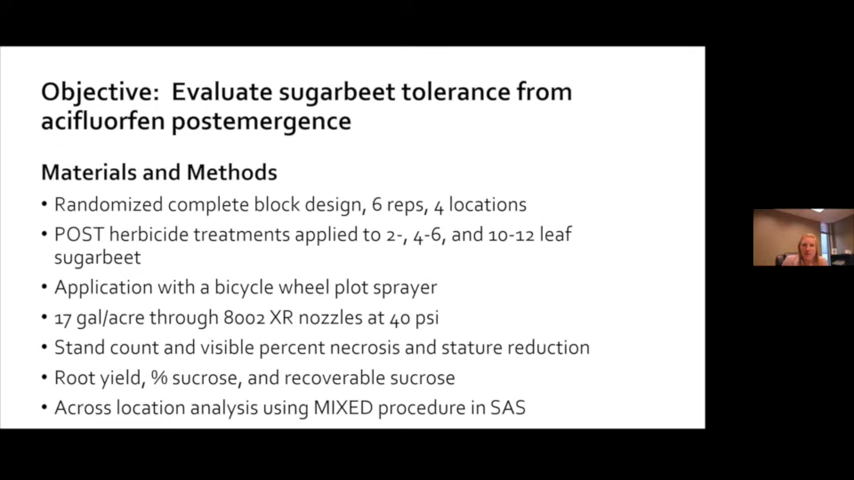 Objective: Evaluate sugarbeet tolerance from
acifluorfen postemergence
Materials and Methods
• Randomized complete block design, 6 reps, 4 locations
• POST herbicide treatments applied to 2-, 4-6, and 10-12 leaf
sugarbeet
• Application with a bicycle wheel plot sprayer
• 17 gal/acre through 8002 XR nozzles at 40 psi
• Stand count and visible percent necrosis and stature reduction
• Root yield, % sucrose, and recoverable sucrose
• Across location analysis using MIXED procedure in SAS